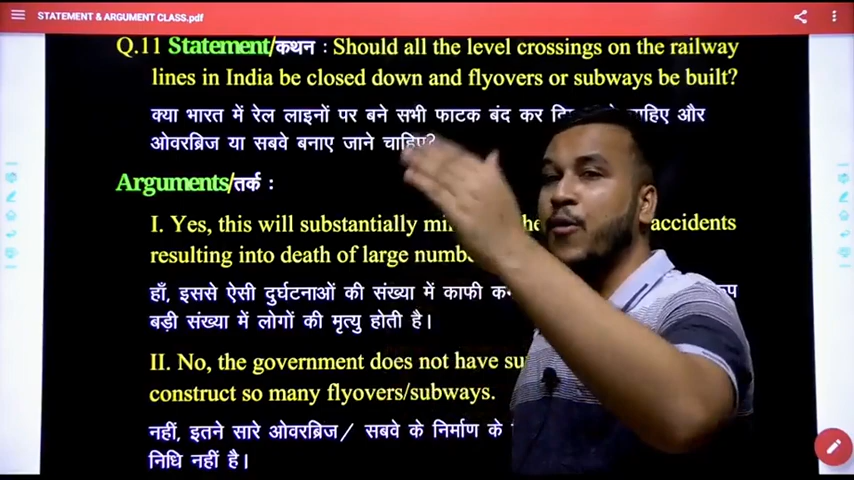 STATEMENT & ARGUMENT CLASS.pdf
Q.11 Statement/कथन : Should all the level crossings on the railway
lines in India be closed down and flyovers or subways be built?
क्या भारत में रेल लाइनों पर बने सभी फाटक बंद कर और
ओवरब्रिज या सबवे बनाए जाने चाहिए?
Arguments/तर्क :
I. Yes, this will substantially accidents
resulting into death of large
हाँ, इससे ऐसी दुर्घटनाओं की संख्या में काफी
बड़ी संख्या में लोगों की मृत्यु होती है।
II. No, the government does not have
construct so many flyovers/subways.
नहीं, इतने सारे ओवरब्रिज/ सबवे के निर्माण के
निधि नहीं है।